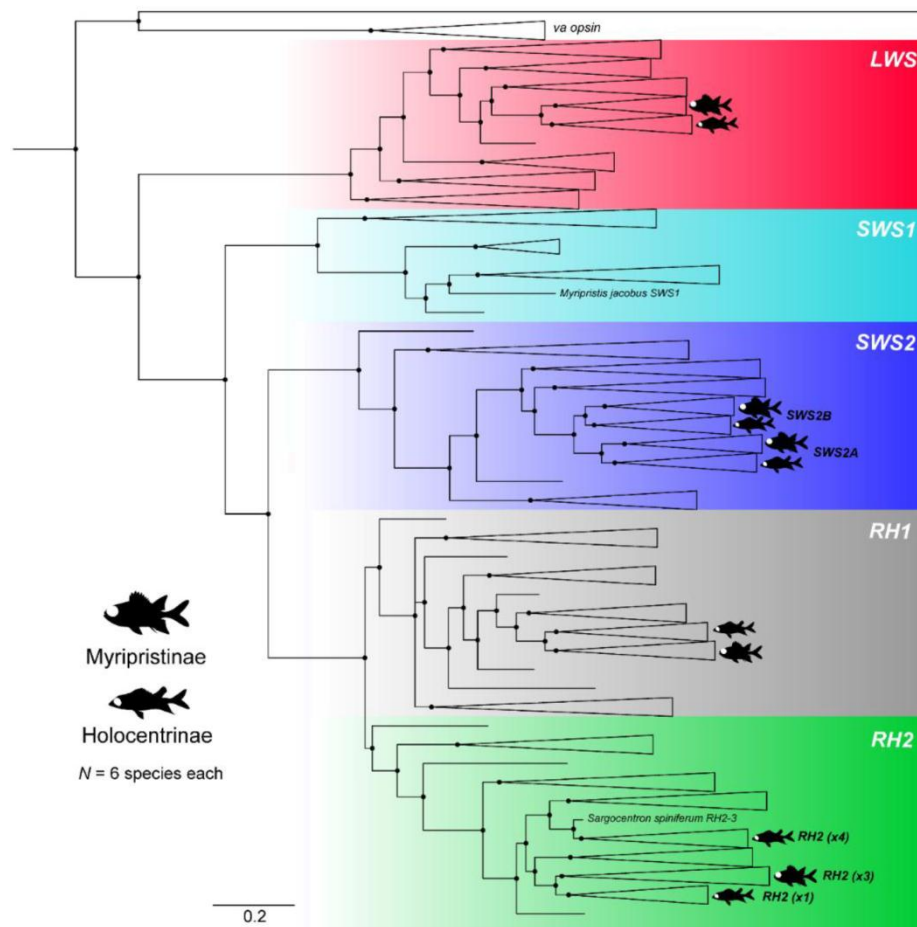 va opsin
LWS
SWS1
Myripristis jacobus SWS1
SWS2
SWS2B
SWS2A
RH1
Myripristinae
Holocentrinae
N = 6 species each
RH2
Sargocentron spiniferum RH2-3
RH2 (x4)
RH2 (x3)
RH2 (x1)
0.2